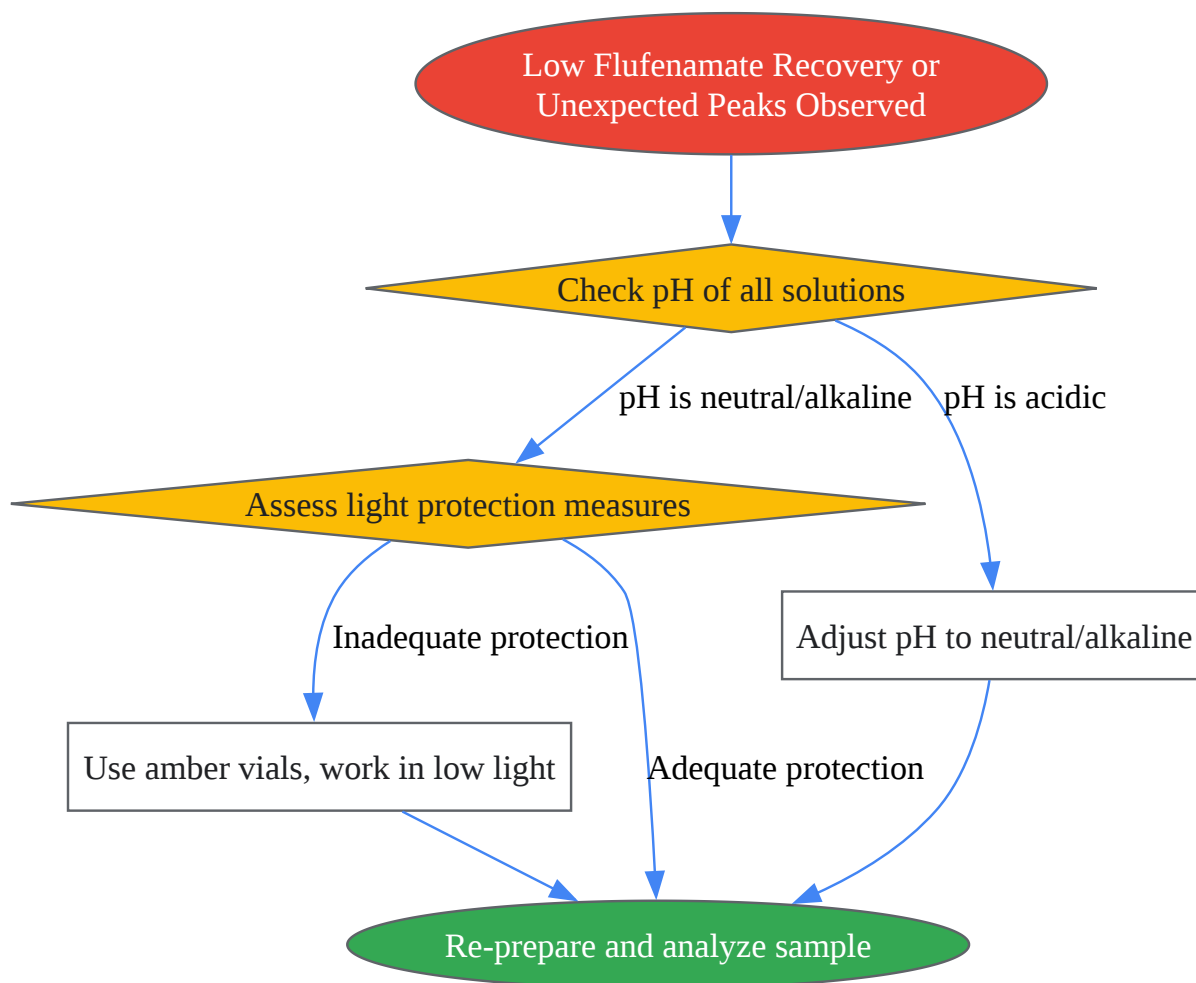 Low Flufenamate Recovery or
Unexpected Peaks Observed
Check pH of all solutions
pH is neutral/alkaline
pH is acidic
Assess light protection measures
Inadequate protection
Adjust pH to neutral/alkaline
Use amber vials, work in low light
Adequate protection
Re-prepare and analyze sample